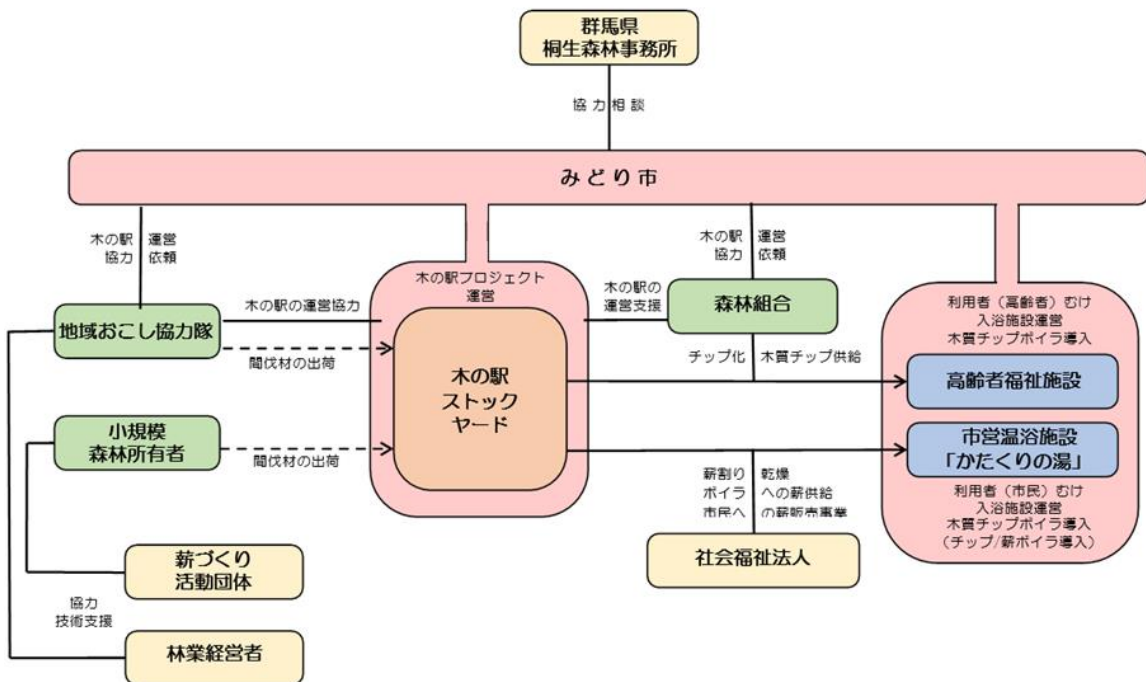 群馬県
桐生森林事務所
協力相談
みどり市
木の駅 運営
協力 依頼
木の駅プロジェクト
運営
木の駅 運営
協力 依頼
地域おこし協力隊
木の駅の運営協力
間伐材の出荷
木の駅の
運営支援
森林組合
チップ化 木質チップ供給
利用者（高齢者）むけ
入浴施設運営
木質チップボイラ導入
高齢者福祉施設
木の駅
ストック
ヤード
小規模
森林所有者
間伐材の出荷
市営温浴施設
「かたくりの湯」
利用者（市民）むけ
入浴施設運営
木質チップボイラ導入
（チップ/薪ボイラ導入）
薪割り 乾燥
ボイラ への薪供給
市民へ の薪販売事業
社会福祉法人
薪づくり
活動団体
協力
技術支援
林業経営者